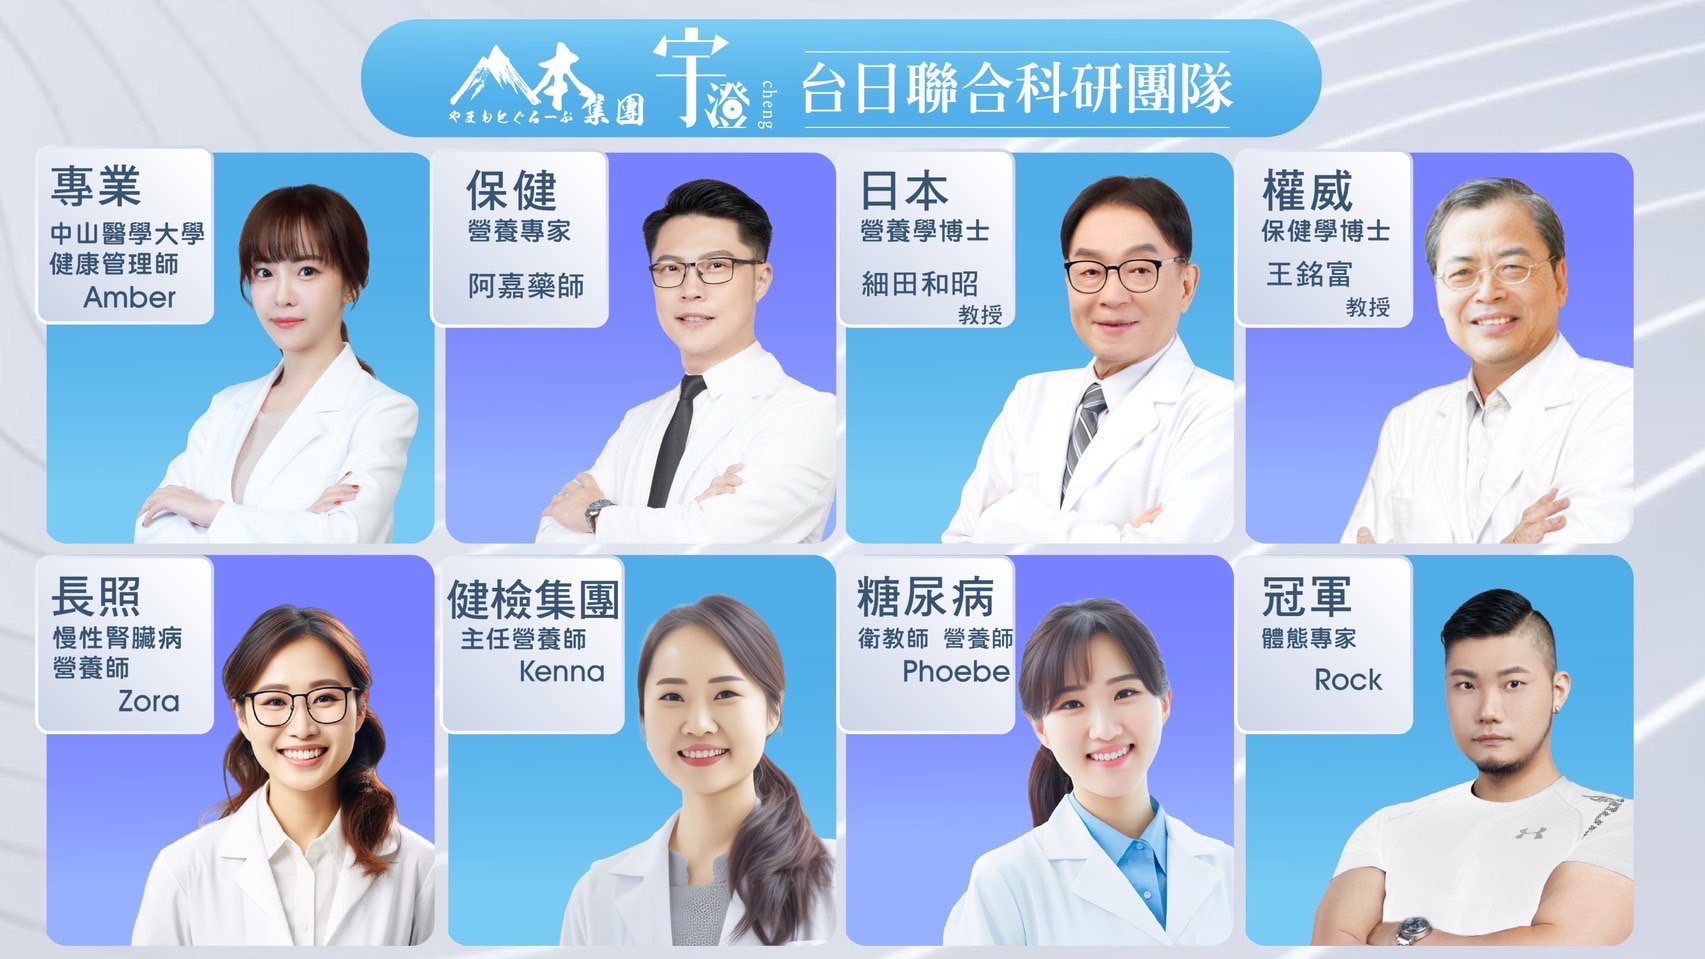 山本
やまもとぐるーぷ 集團
宇澄
cheng
台日聯合科研團隊
專業
中山醫學大學
健康管理師
Amber
保健
營養專家
阿嘉藥師
日本
營養學博士
細田和昭
教授
權威
保健學博士
王銘富
教授
長照
慢性腎臟病
營養師
Zora
健檢集團
主任營養師
Kenna
糖尿病
衛教師 營養師
Phoebe
冠軍
體態專家
Rock